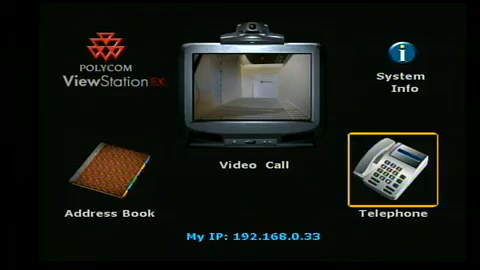 POLYCOM
ViewStation FX
System
Info
Video Call
Address Book
Telephone
My IP: 192.168.0.33